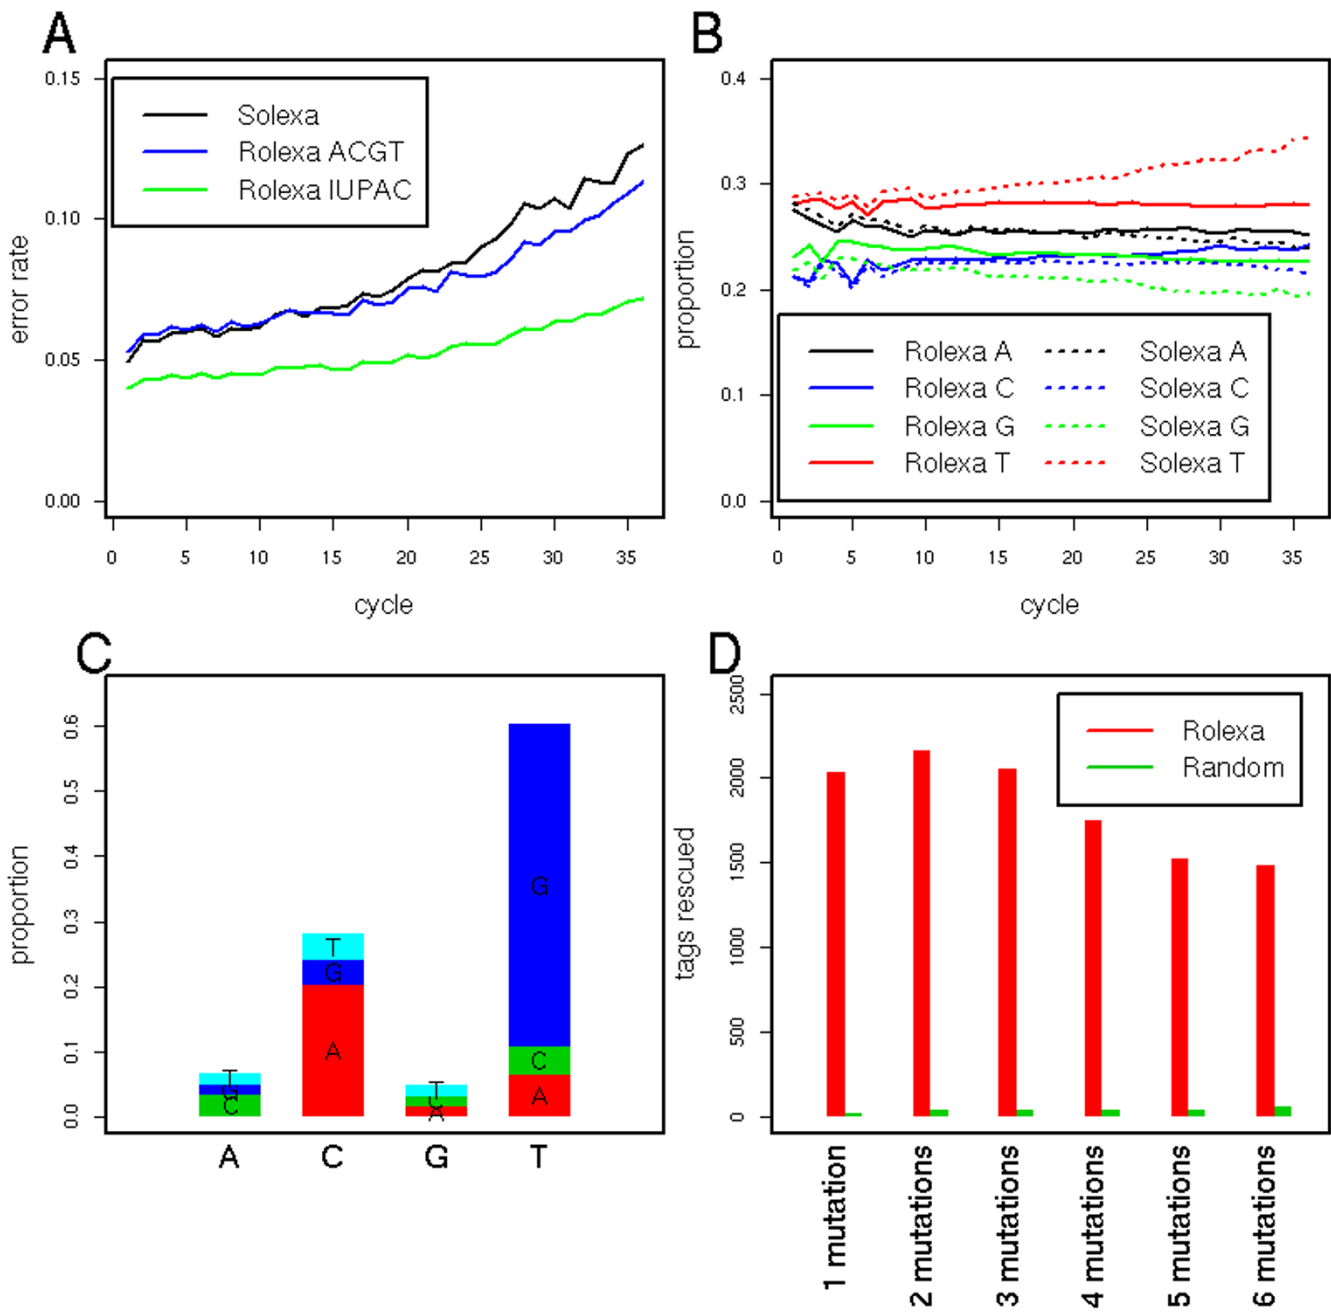 A
0.15
0.10
0.05
0.00
error rate
Solexa
Rolexa ACGT
Rolexa IUPAC
0 5 10 15 20 25 30 35
cycle
B
0.4
0.3
0.2
0.1
0.0
proportion
Rolexa A Solexa A
Rolexa C Solexa C
Rolexa G Solexa G
Rolexa T Solexa T
0 5 10 15 20 25 30 35
cycle
C
0.6
0.5
0.4
0.3
0.2
0.1
0.0
proportion
T
G
C
T
G
A
T
C
A
G
C
A
A C G T
D
2500
2000
1500
1000
500
0
tags rescued
Rolexa
Random
1 mutation
2 mutations
3 mutations
4 mutations
5 mutations
6 mutations